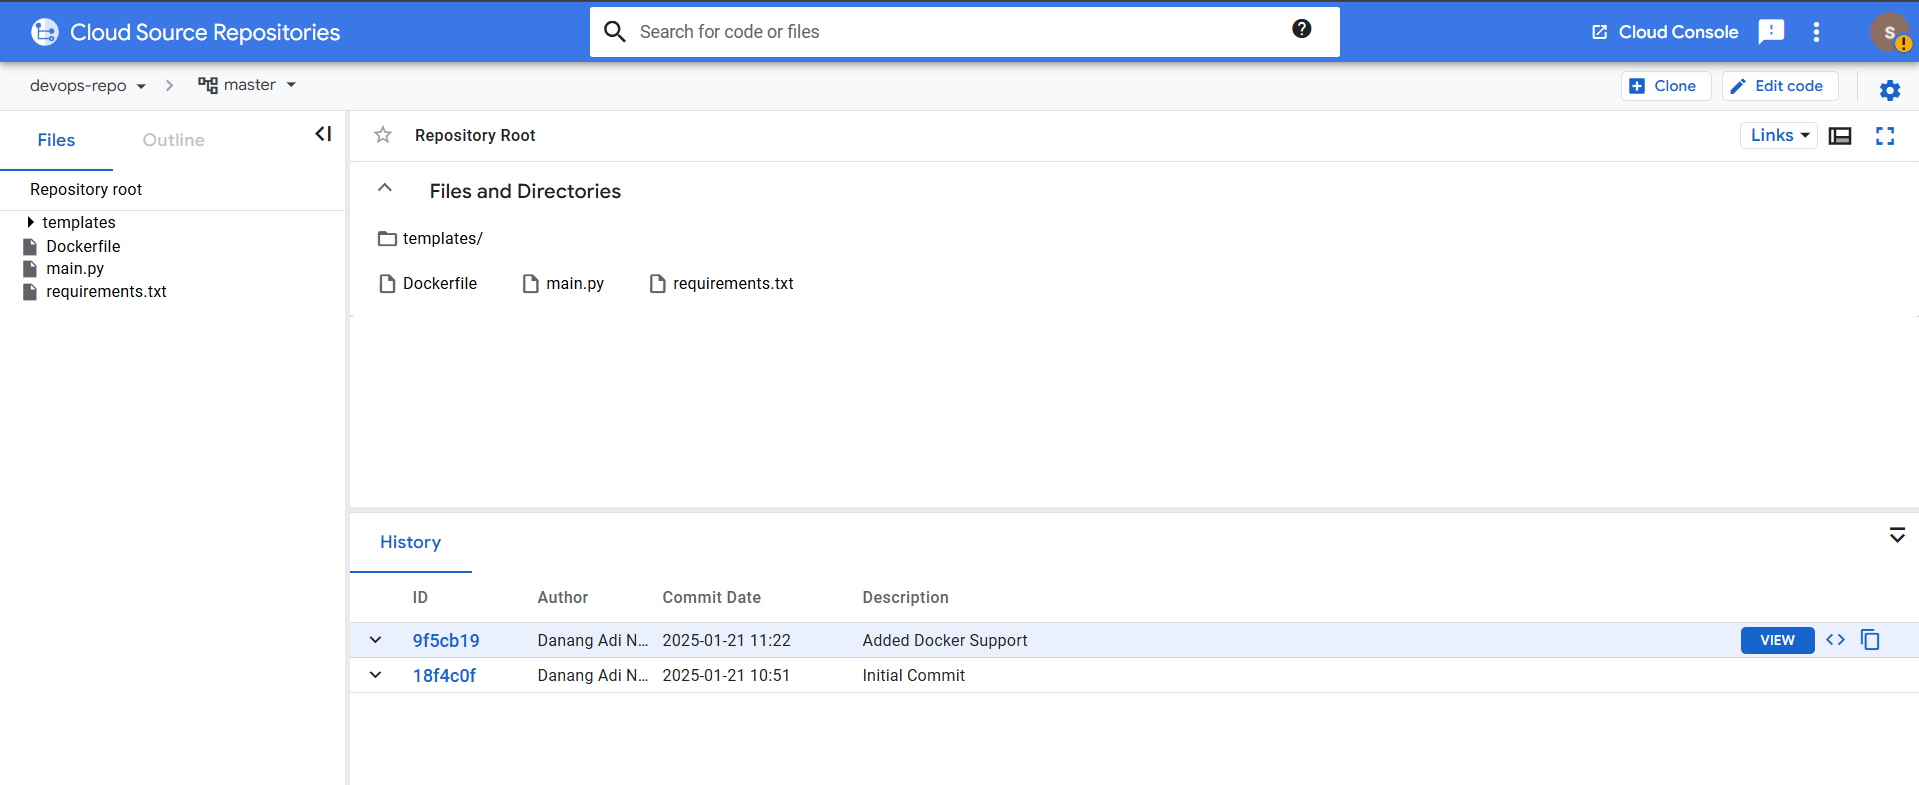 Cloud Source Repositories
Search for code or files
?
Cloud Console
S
!
devops-repo
master
Clone
Edit code
Files
Outline
Repository root
templates
Dockerfile
main.py
requirements.txt
Repository Root
Links
Files and Directories
templates/
Dockerfile main.py requirements.txt
History
ID Author Commit Date Description
9f5cb19 Danang Adi N... 2025-01-21 11:22 Added Docker Support VIEW
18f4c0f Danang Adi N... 2025-01-21 10:51 Initial Commit